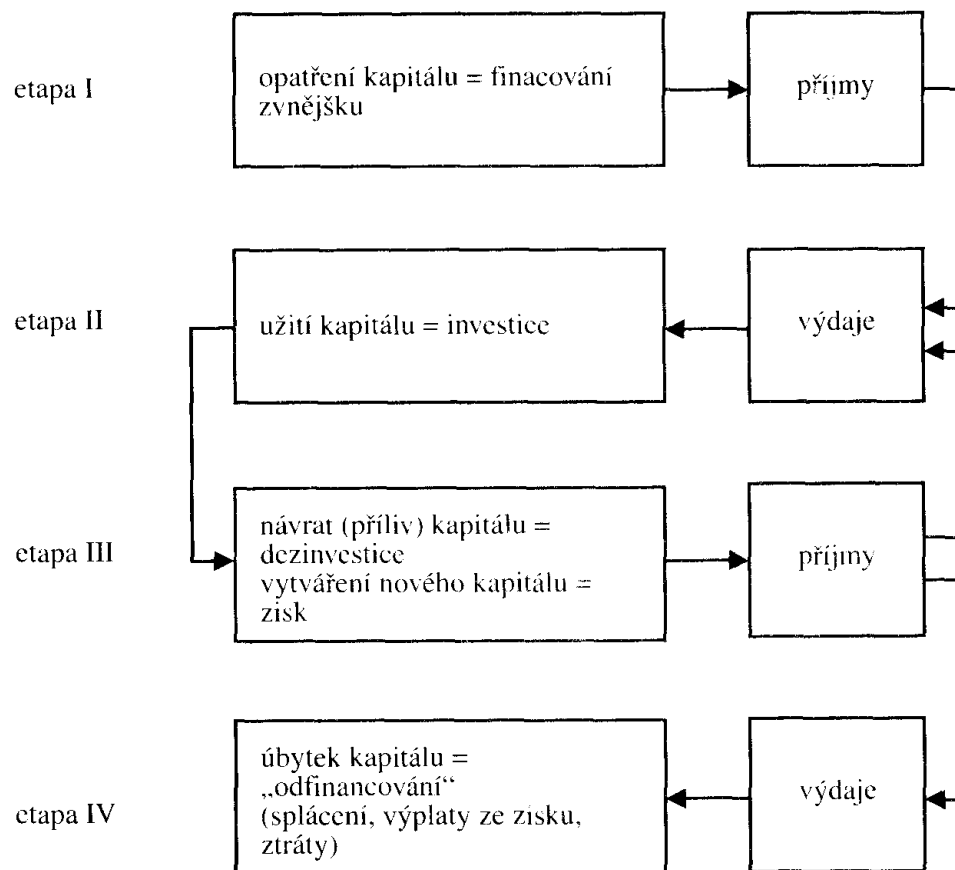 etapa I
opatření kapitálu = finacování
zvnějšku
příjmy
etapa II
užití kapitálu = investice
výdaje
etapa III
návrat (příliv) kapitálu =
dezinvestice
vytváření nového kapitálu =
zisk
příjmy
etapa IV
úbytek kapitálu =
„odfinancování“
(splácení, výplaty ze zisku,
ztráty)
výdaje